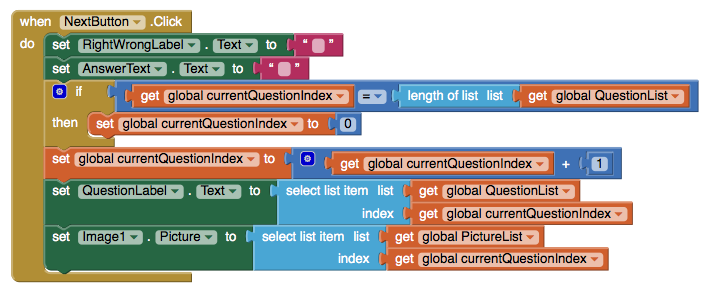 when NextButton .Click
do set RightWrongLabel . Text to “ ”
set AnswerText . Text to “ ”
if get global currentQuestionIndex = length of list list get global QuestionList
then set global currentQuestionIndex to 0
set global currentQuestionIndex to get global currentQuestionIndex + 1
set QuestionLabel . Text to select list item list get global QuestionList
index get global currentQuestionIndex
set Image1 . Picture to select list item list get global PictureList
index get global currentQuestionIndex